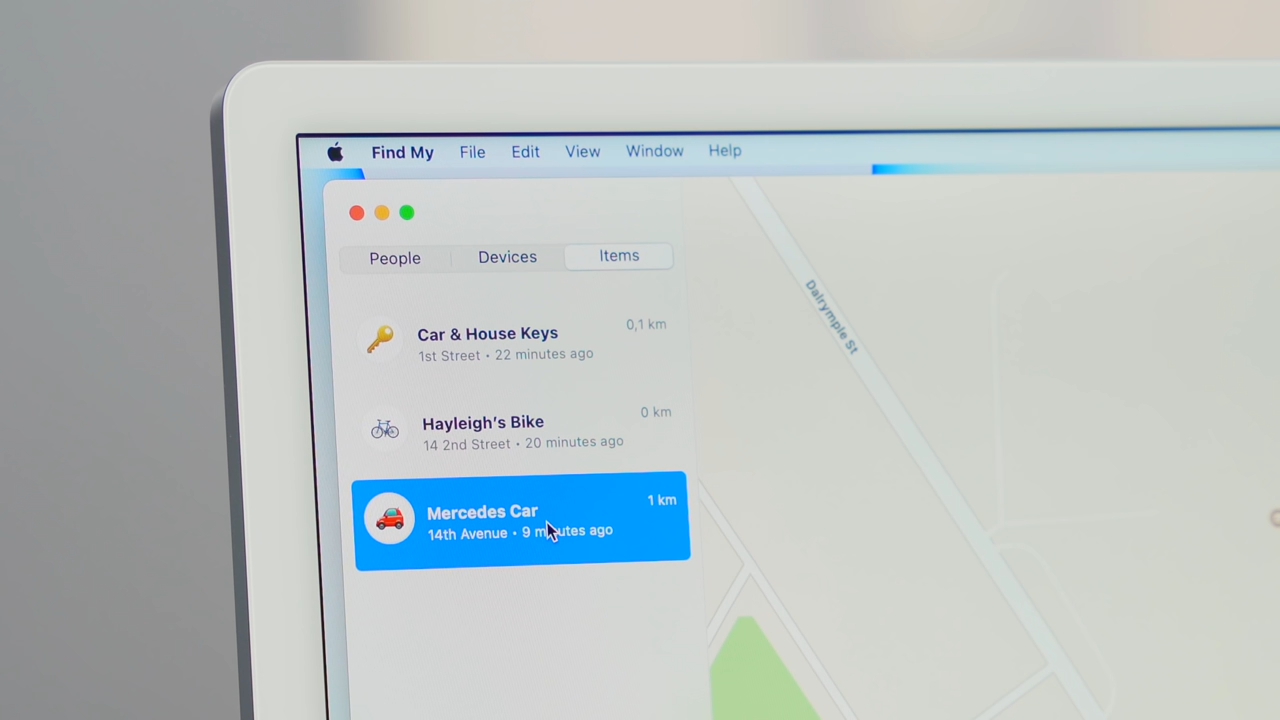 Find My File Edit View Window Help
People Devices Items
Car & House Keys 0,1 km
1st Street • 22 minutes ago
Hayleigh's Bike 0 km
14 2nd Street • 20 minutes ago
Mercedes Car 1 km
14th Avenue • 9 minutes ago
Dalrymple St